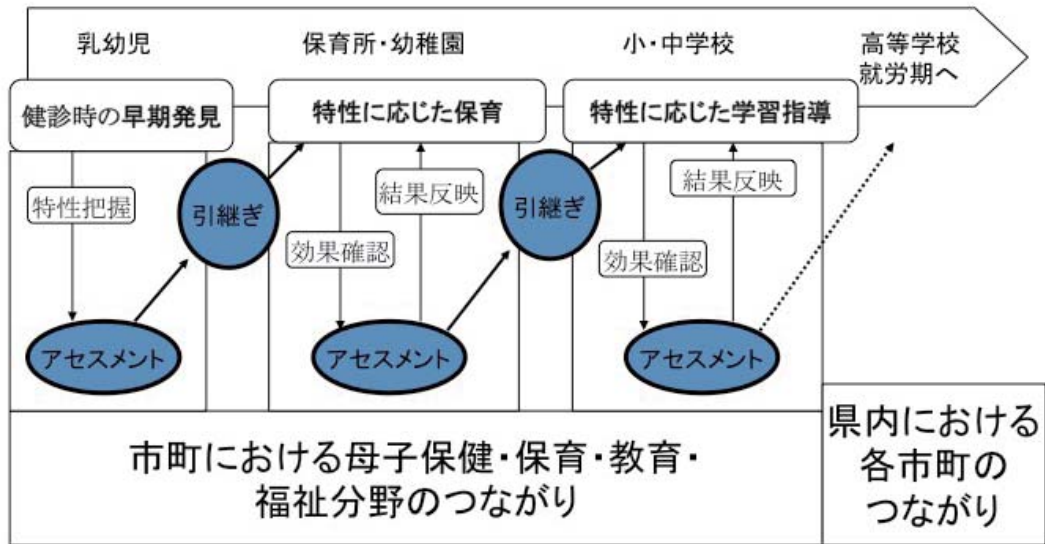 乳幼児
保育所・幼稚園
小・中学校
高等学校
就労期へ
健診時の早期発見
特性に応じた保育
特性に応じた学習指導
特性把握
引継ぎ
効果確認
結果反映
引継ぎ
効果確認
結果反映
アセスメント
アセスメント
アセスメント
市町における母子保健・保育・教育・
福祉分野のつながり
県内における
各市町の
つながり